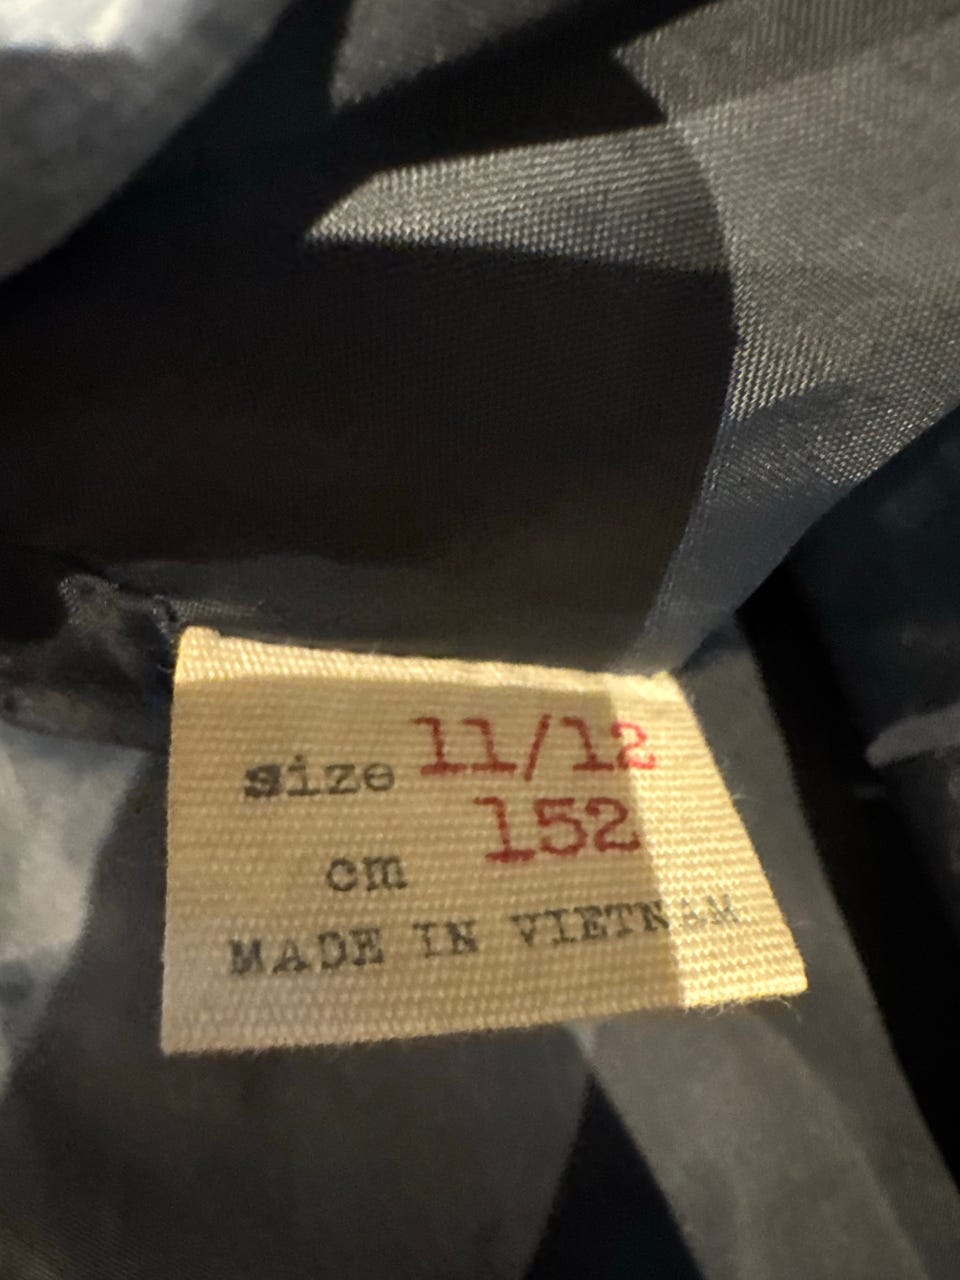 size 11/12
cm 152
MADE IN VIETNAM